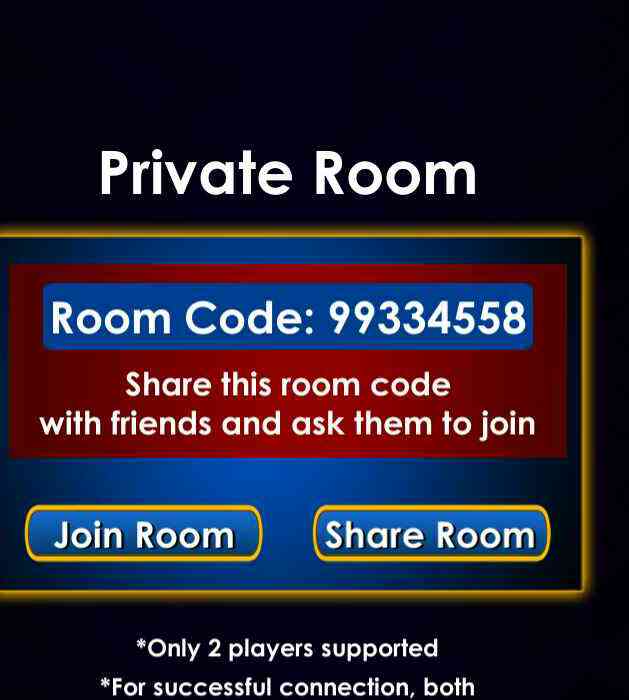 Private Room
Room Code: 99334558
Share this room code
with friends and ask them to join
Join Room
Share Room
*Only 2 players supported
*For successful connection, both